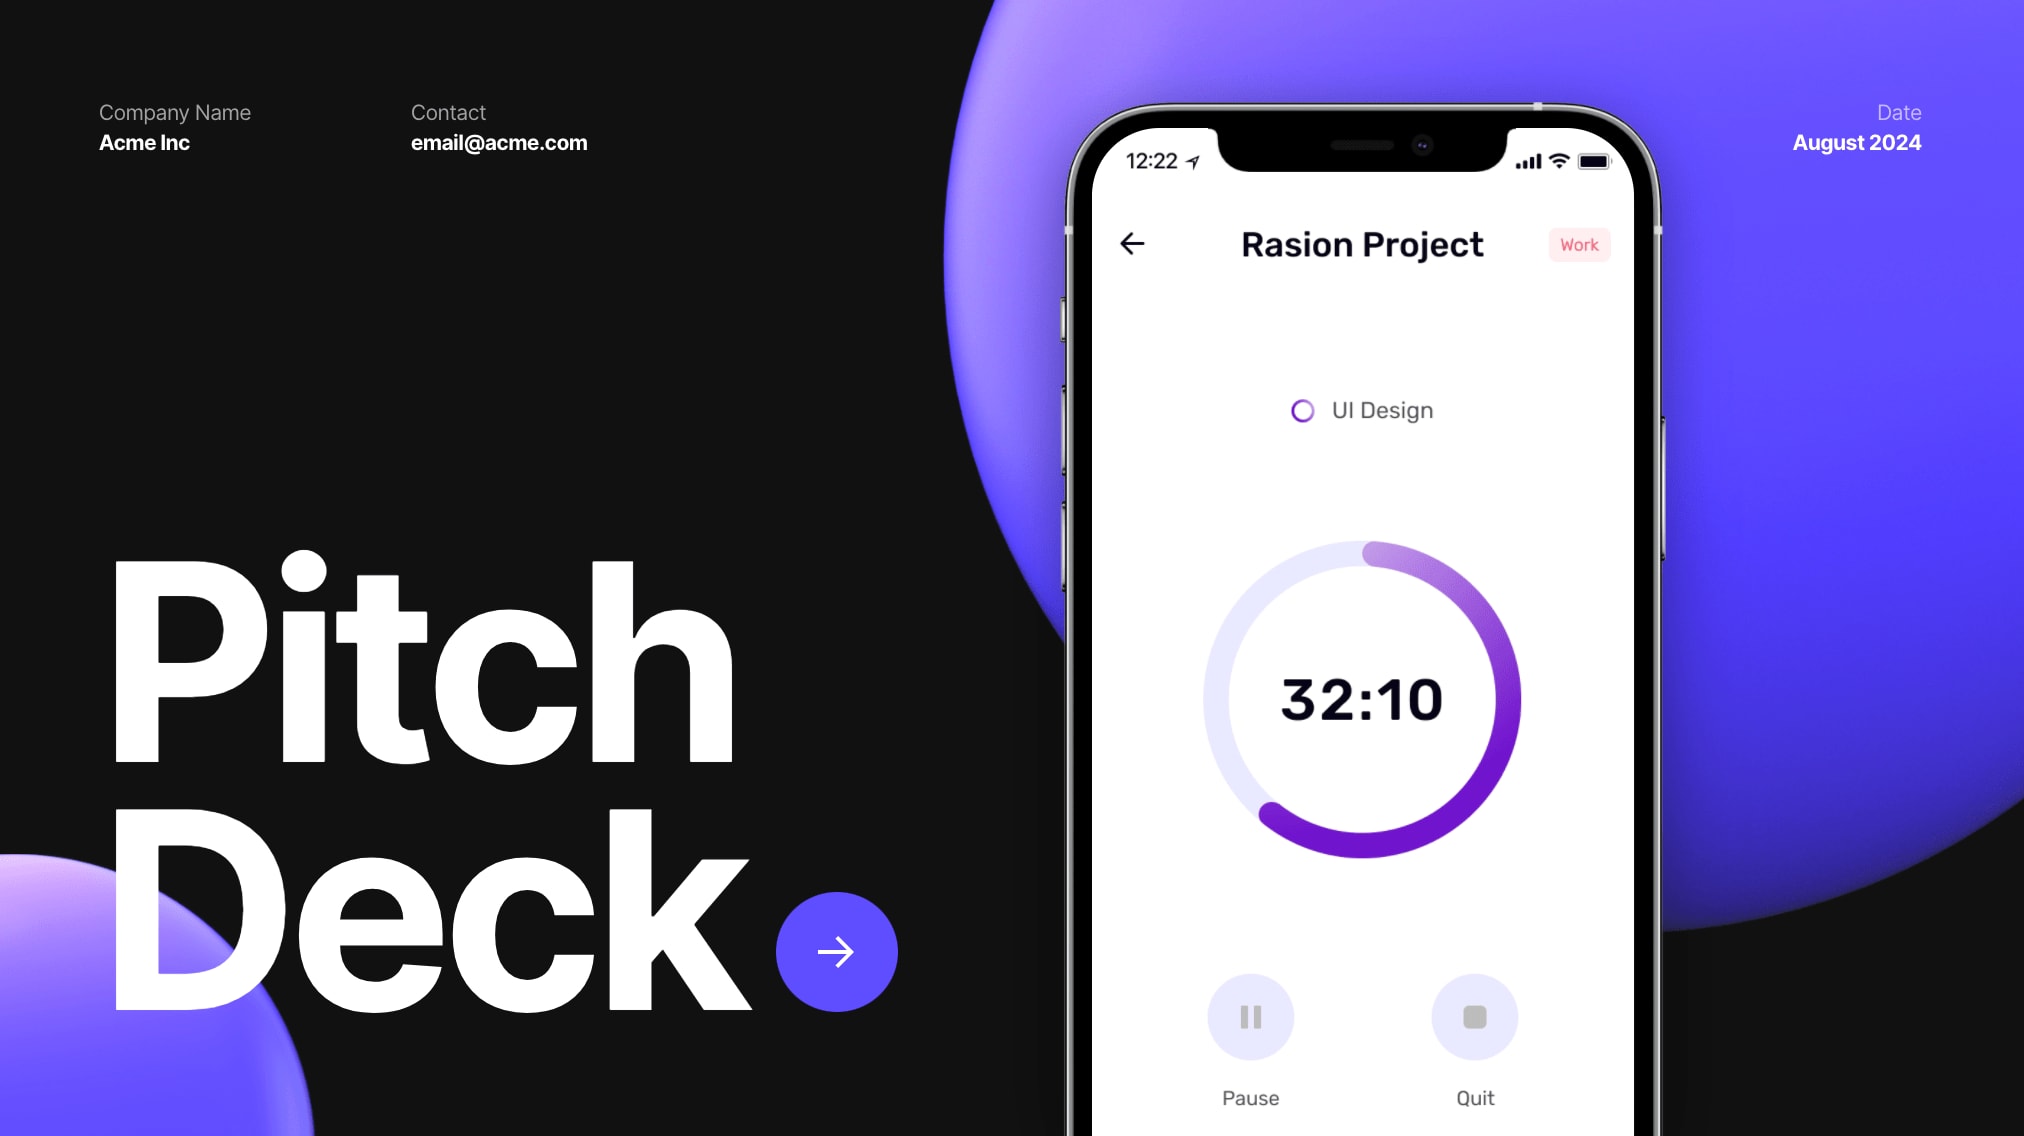 Company Name
Acme Inc
Contact
email@acme.com
Date
August 2024
Pitch
Deck
12:22
Rasion Project
Work
UI Design
32:10
Pause
Quit